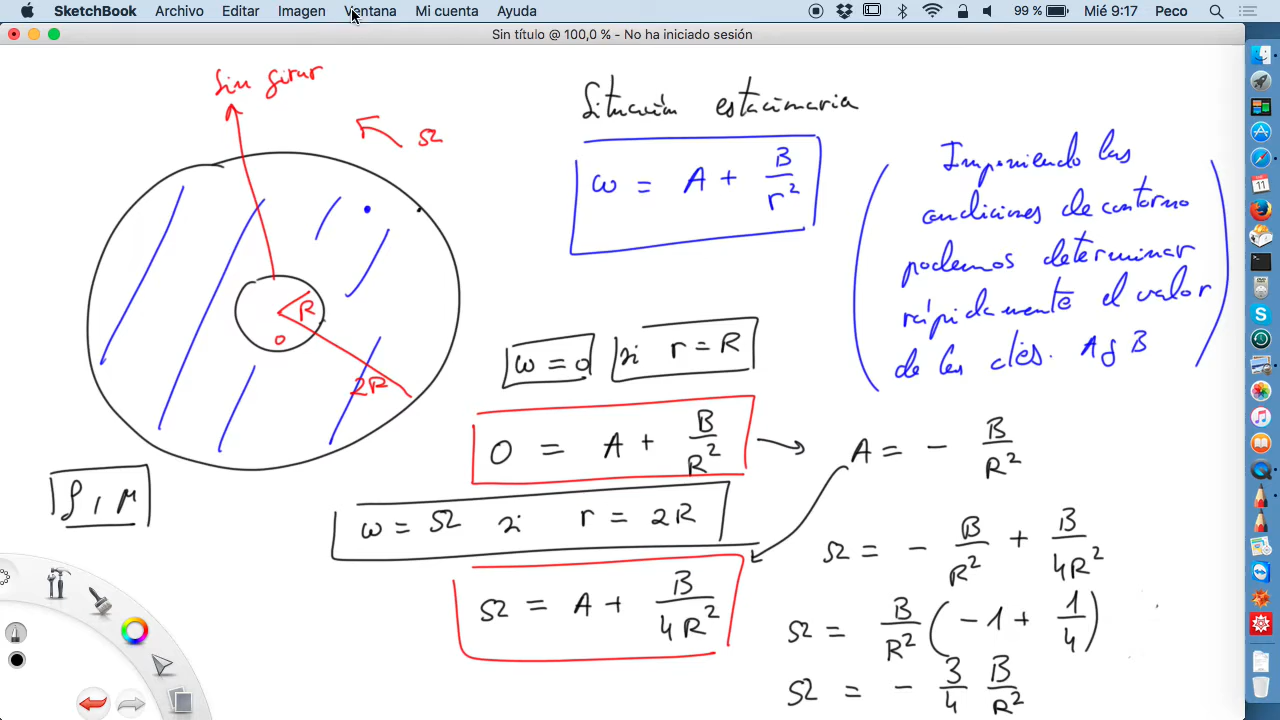 SketchBook Archivo Editar Imagen Ventana Mi cuenta Ayuda 99 % Mié 9:17 Peco
Sin título @ 100,0 % - No ha iniciado sesión
Sin girar
Ω
R
O
2R
ρ, μ
Situación estacionaria
ω = A + B/r²
(Imponiendo las
condiciones de contorno
podemos determinar
rápidamente el valor
de las ctes. A y B)
ω = 0 si r = R
0 = A + B/R²
A = - B/R²
ω = Ω si r = 2R
Ω = A + B/4R²
Ω = - B/R² + B/4R²
Ω = B/R² (-1 + 1/4)
Ω = - 3/4 B/R²